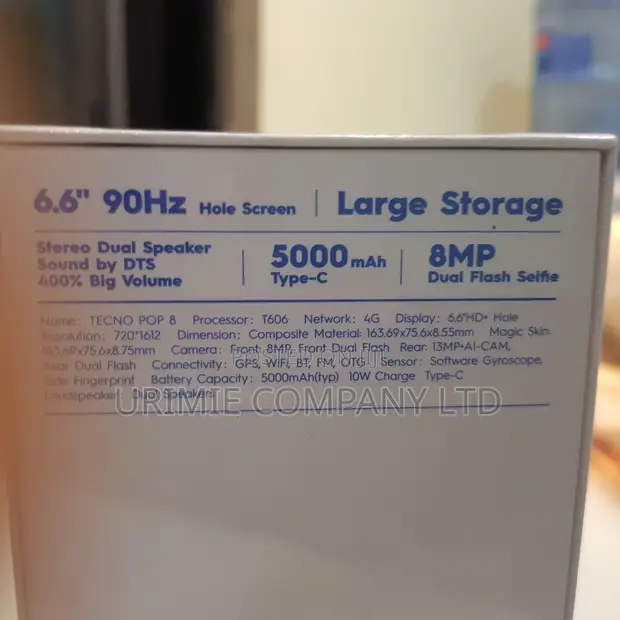 6.6" 90Hz Hole Screen | Large Storage
Stereo Dual Speaker
Sound by DTS
400% Big Volume
5000mAh
Type-C
8MP
Dual Flash Selfie
Name: TECNO POP 8 Processor: T606 Network: 4G Display: 6.6"HD+ Hole
Resolution: 720*1612 Dimension: Composite Material: 163.69x75.6x8.55mm Magic Skin:
163.69x75.6x8.75mm Camera: Front: 8MP, Front Dual Flash Rear: 13MP+AI-CAM,
Rear Dual Flash Connectivity: GPS, WIFI, BT, FM, OTG Sensor: Software Gyroscope,
Side Fingerprint Battery Capacity: 5000mAh(typ) 10W Charge Type-C
Loudspeaker: Dual Speakers
URIMIE COMPANY LTD